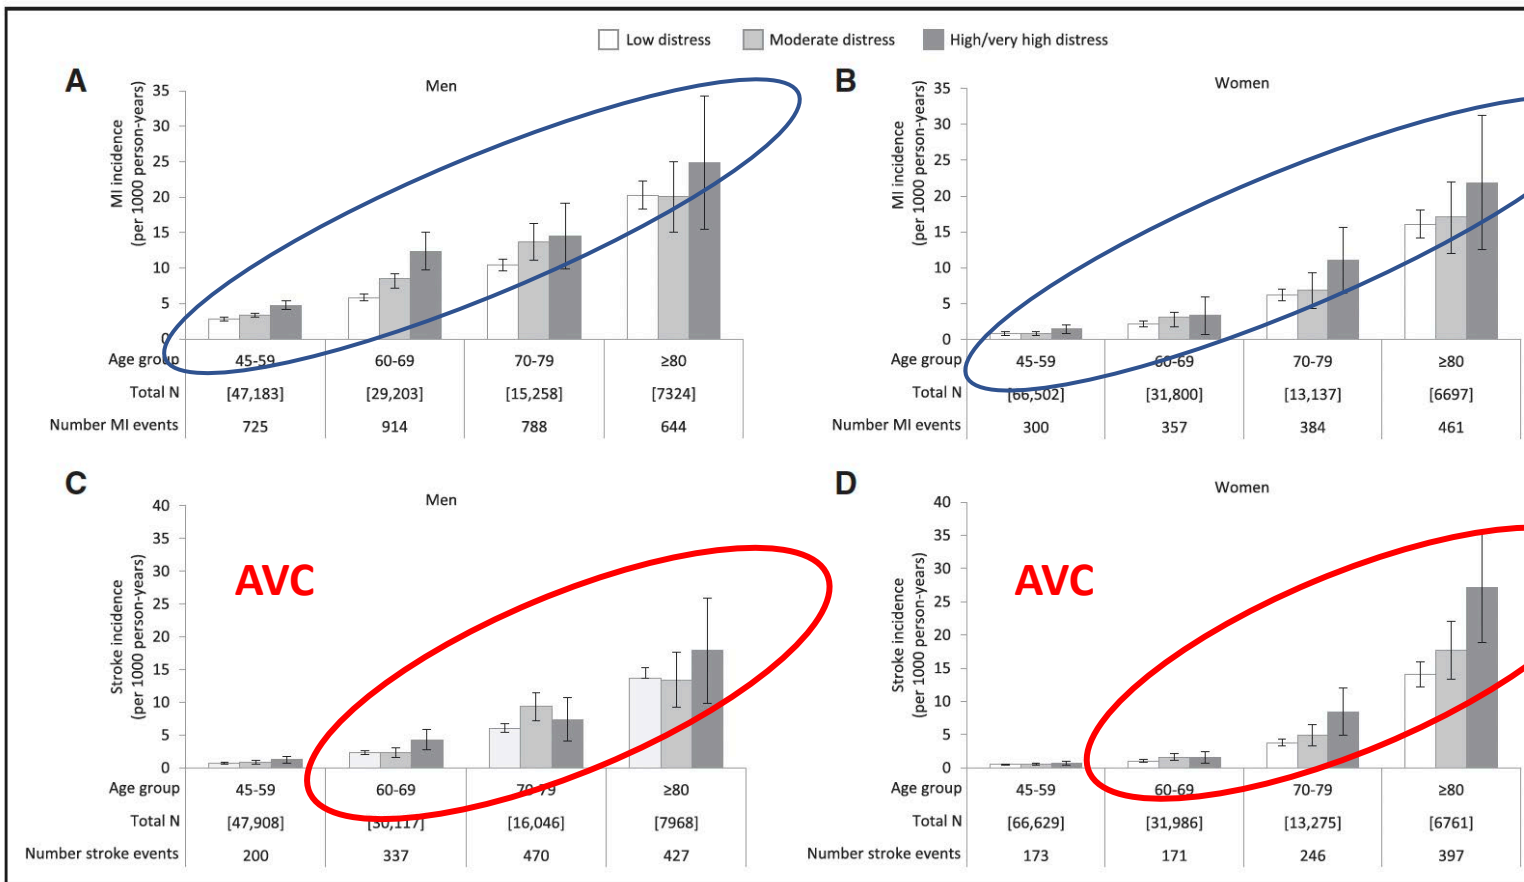 Low distress Moderate distress High/very high distress
A
Men
MI incidence
(per 1000 person-years)
35
30
25
20
15
10
5
0
Age group 45-59 60-69 70-79 ≥80
Total N [47,183] [29,203] [15,258] [7324]
Number MI events 725 914 788 644
B
Women
MI incidence
(per 1000 person-years)
35
30
25
20
15
10
5
0
Age group 45-59 60-69 70-79 ≥80
Total N [66,502] [31,800] [13,137] [6697]
Number MI events 300 357 384 461
C
Men
AVC
Stroke incidence
(per 1000 person-years)
40
35
30
25
20
15
10
5
0
Age group 45-59 60-69 70-79 ≥80
Total N [47,908] [30,117] [16,046] [7968]
Number stroke events 200 337 470 427
D
Women
AVC
Stroke incidence
(per 1000 person-years)
40
35
30
25
20
15
10
5
0
Age group 45-59 60-69 70-79 ≥80
Total N [66,629] [31,986] [13,275] [6761]
Number stroke events 173 171 246 397